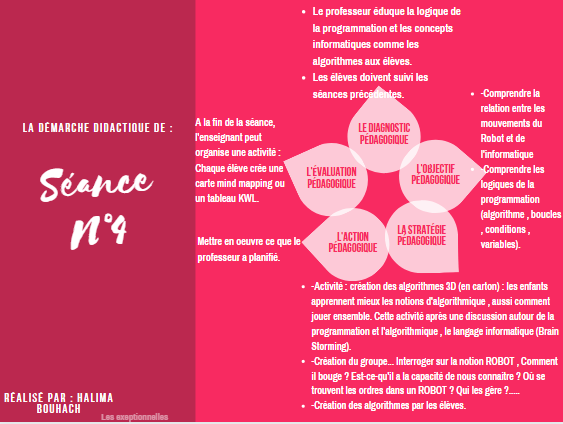 LA DÉMARCHE DIDACTIQUE DE :
Séance
N°4
RÉALISÉ PAR : HALIMA
BOUHACH
Les exeptionnelles
Le professeur éduque la logique de
la programmation et les concepts
informatiques comme les
algorithmes aux élèves.
Les élèves doivent suivi les
séances précédentes.
LE DIAGNOSTIC
PÉDAGOGIQUE
-Comprendre la
relation entre les
mouvements du
Robot et de
l'informatique
-Comprendre les
logiques de la
programmation
(algorithme , boucles
, conditions ,
variables).
L'OBJECTIF
PÉDAGOGIQUE
LA STRATÉGIE
PÉDAGOGIQUE
-Activité : création des algorithmes 3D (en carton) : les enfants
apprennent mieux les notions d'algorithmique , aussi comment
jouer ensemble. Cette activité après une discussion autour de la
programmation et l'algorithmique , le langage informatique (Brain
Storming).
-Création du groupe... Interroger sur la notion ROBOT , Comment
il bouge ? Est-ce-qu'il a la capacité de nous connaitre ? Où se
trouvent les ordres dans un ROBOT ? Qui les gère ?.....
-Création des algorithmes par les élèves.
L'ACTION
PÉDAGOGIQUE
Mettre en oeuvre ce que le
professeur a planifié.
L'ÉVALUATION
PÉDAGOGIQUE
A la fin de la séance,
l'enseignant peut
organise une activité :
Chaque élève crée une
carte mind mapping ou
un tableau KWL.